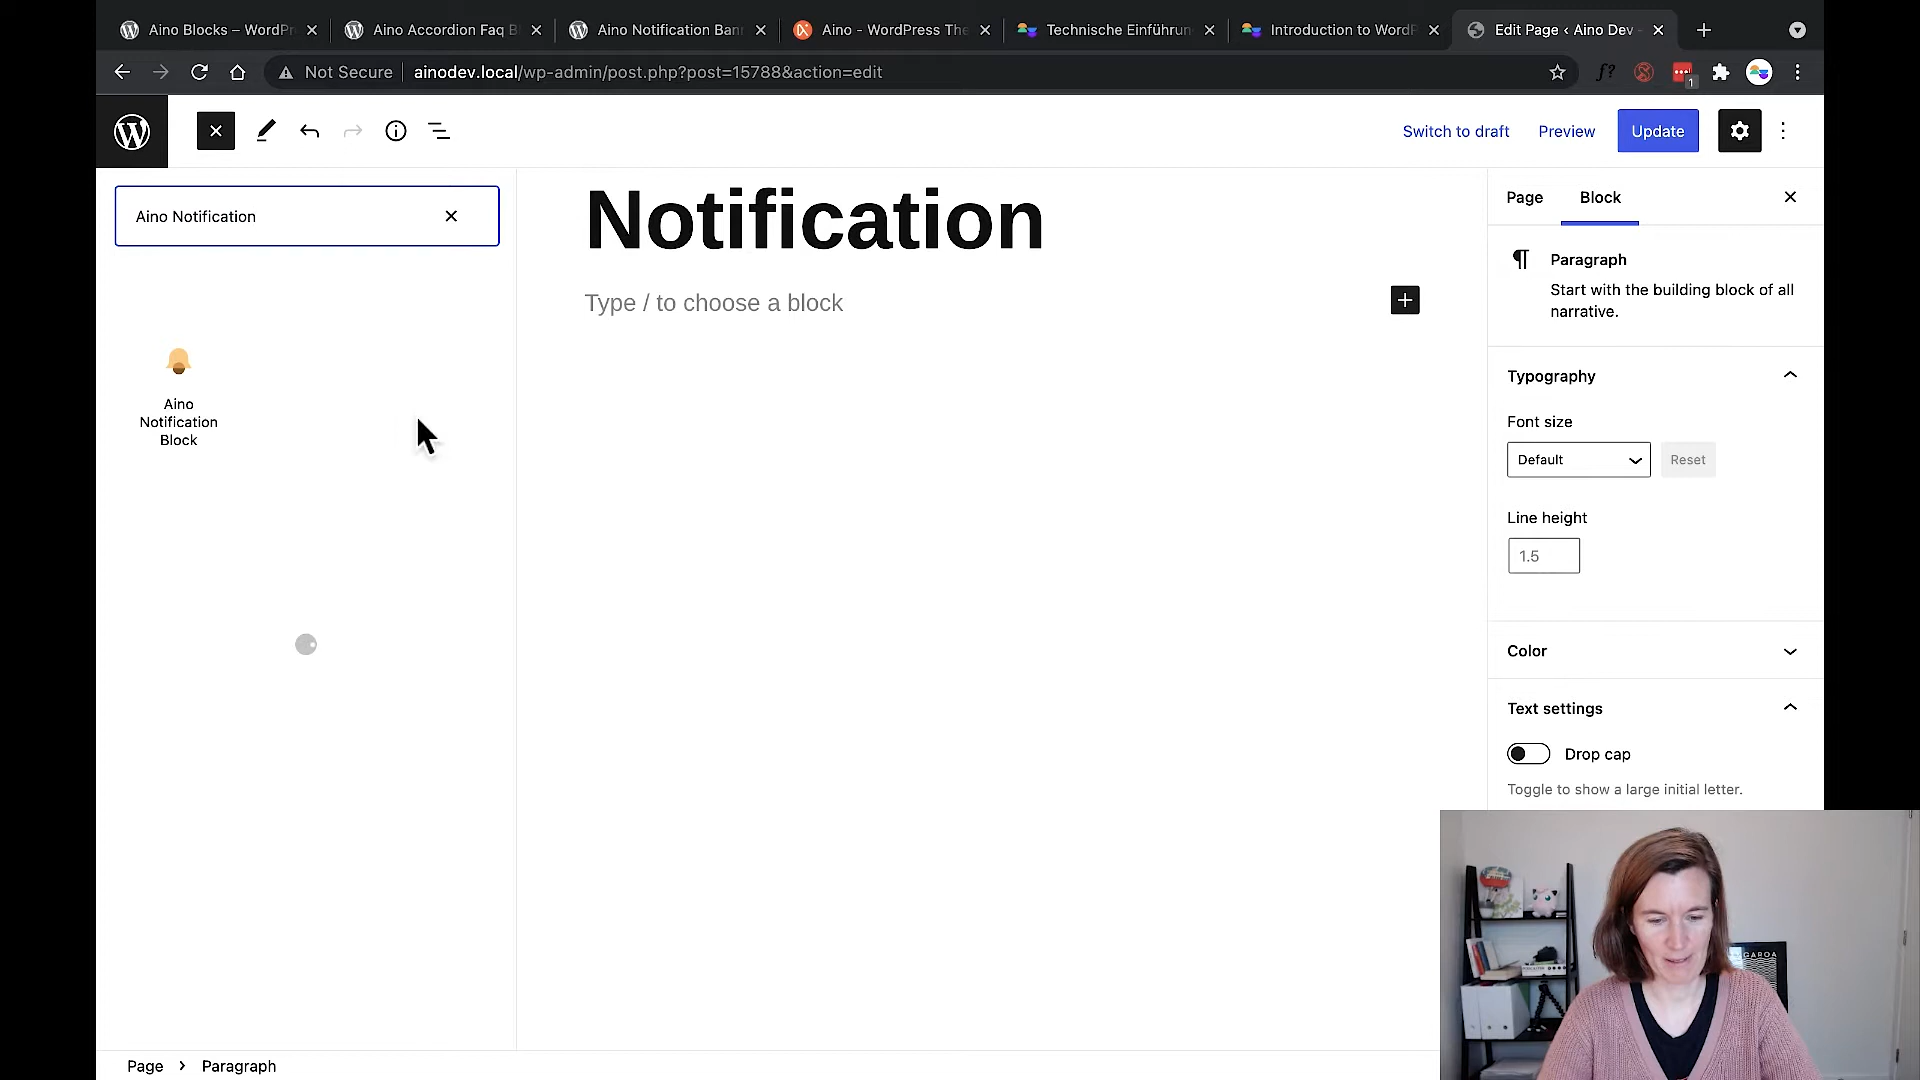 Aino Blocks – WordPr
Aino Accordion Faq B
Aino Notification Ban
Aino - WordPress The
Technische Einführun
Introduction to WordP
Edit Page ‹ Aino Dev -
Not Secure
ainodev.local/wp-admin/post.php?post=15788&action=edit
f?
1
Switch to draft
Preview
Update
Aino Notification
Aino
Notification
Block
Notification
Type / to choose a block
Page
Block
Paragraph
Start with the building block of all
narrative.
Typography
Font size
Default
Reset
Line height
1.5
Color
Text settings
Drop cap
Toggle to show a large initial letter.
GAROA
Page
Paragraph